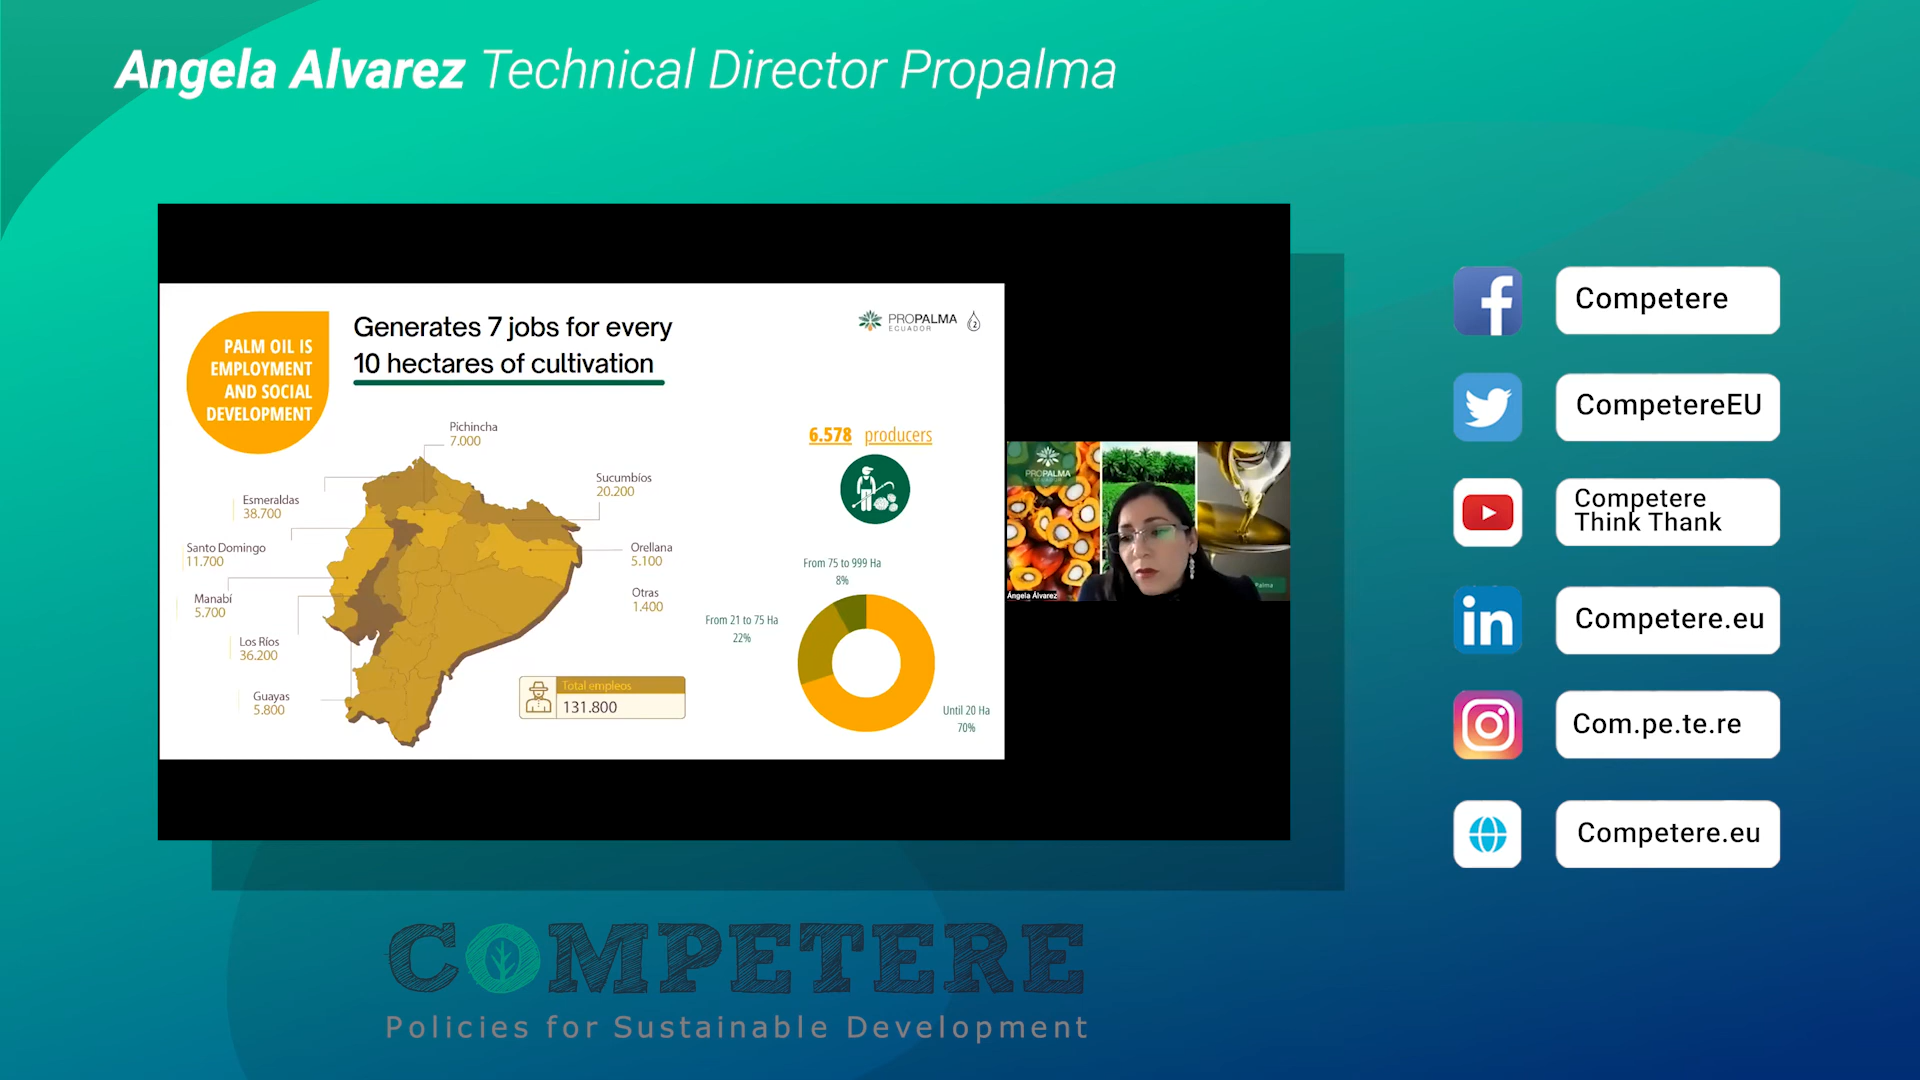 Angela Alvarez Technical Director Propalma
PALM OIL IS
EMPLOYMENT
AND SOCIAL
DEVELOPMENT
Generates 7 jobs for every
10 hectares of cultivation
PROPALMA
ECUADOR
2
Pichincha
7.000
Sucumbíos
20.200
Esmeraldas
38.700
Santo Domingo
11.700
Orellana
5.100
Manabí
5.700
Otras
1.400
Los Ríos
36.200
Guayas
5.800
Total empleos
131.800
6.578 producers
From 75 to 999 Ha
8%
From 21 to 75 Ha
22%
Until 20 Ha
70%
PROPALMA
Ángela Álvarez
Competere
CompetereEU
Competere
Think Thank
Competere.eu
Com.pe.te.re
Competere.eu
COMPETERE
Policies for Sustainable Development